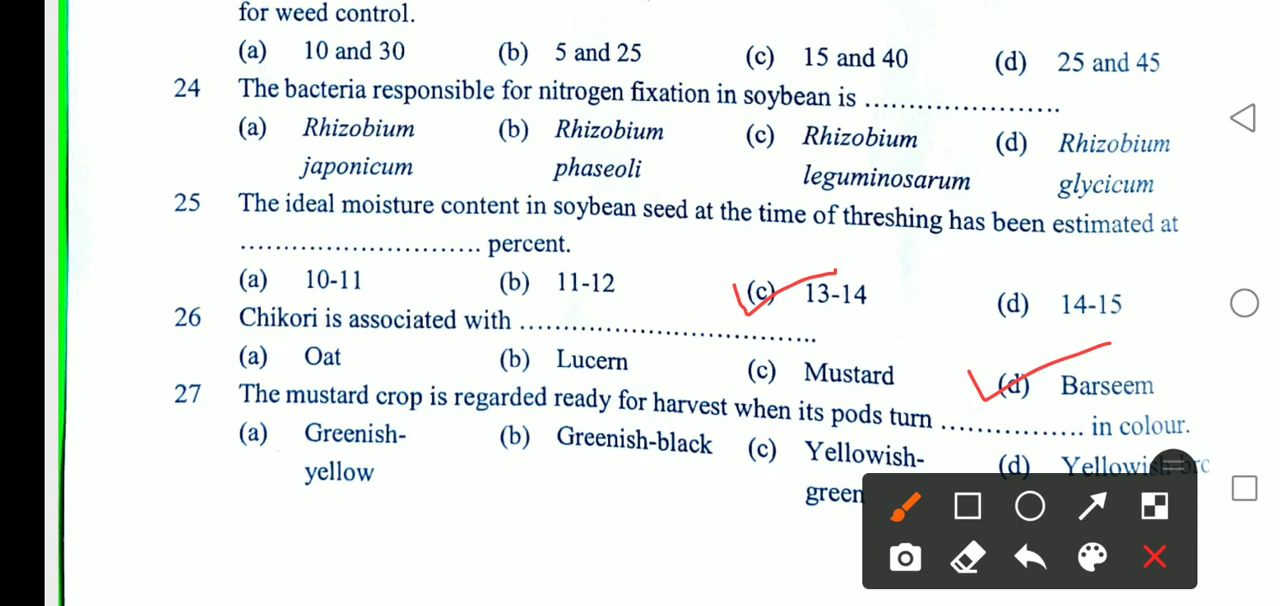 for weed control.
(a) 10 and 30 (b) 5 and 25 (c) 15 and 40 (d) 25 and 45
24 The bacteria responsible for nitrogen fixation in soybean is ......................
(a) Rhizobium (b) Rhizobium (c) Rhizobium (d) Rhizobium
japonicum phaseoli leguminosarum glycicum
25 The ideal moisture content in soybean seed at the time of threshing has been estimated at
............................ percent.
(a) 10-11 (b) 11-12 (c) 13-14 (d) 14-15
26 Chikori is associated with ..................................
(a) Oat (b) Lucern (c) Mustard (d) Barseem
27 The mustard crop is regarded ready for harvest when its pods turn ................ in colour.
(a) Greenish- (b) Greenish-black (c) Yellowish- (d)
yellow green